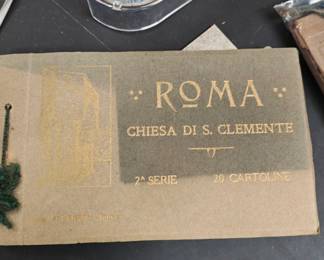 ROMA
CHIESA DI S. CLEMENTE
2ᴬ SERIE 20 CARTOLINE